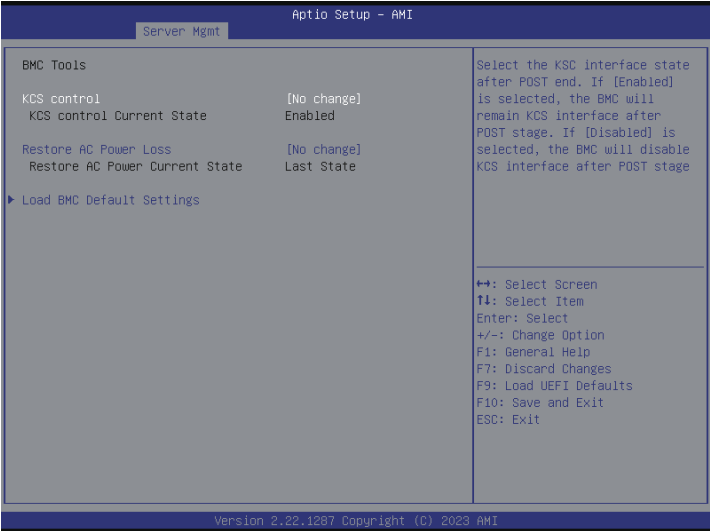 Aptio Setup – AMI
Server Mgmt
BMC Tools
KCS control [No change]
KCS control Current State Enabled
Restore AC Power Loss [No change]
Restore AC Power Current State Last State
Load BMC Default Settings
Select the KSC interface state
after POST end. If [Enabled]
is selected, the BMC will
remain KCS interface after
POST stage. If [Disabled] is
selected, the BMC will disable
KCS interface after POST stage
↔: Select Screen
↑↓: Select Item
Enter: Select
+/-: Change Option
F1: General Help
F7: Discard Changes
F9: Load UEFI Defaults
F10: Save and Exit
ESC: Exit
Version 2.22.1287 Copyright (C) 2023 AMI